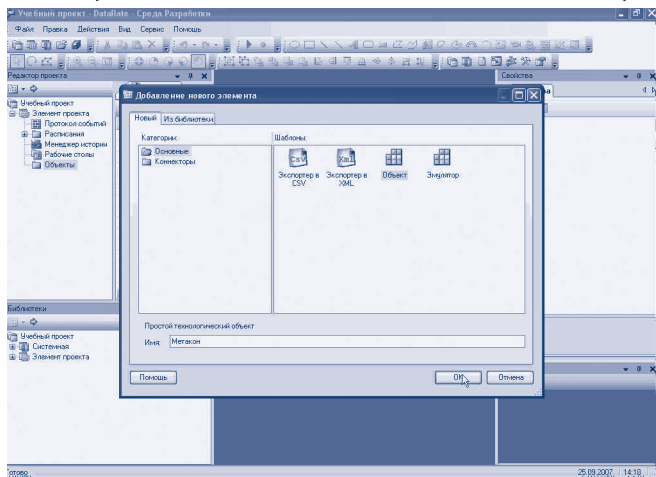 Учебный проект - DataRate - Среда Разработки
Файл Правка Действия Вид Сервис Помощь
Редактор проекта
Свойства
Учебный проект
Элемент проекта
Протокол событий
Расписания
Менеджер истории
Рабочие столы
Объекты
Добавление нового элемента
Новый Из библиотеки
Категории:
Основные
Коннекторы
Шаблоны:
Экспортер в CSV
Экспортер в XML
Объект
Эмулятор
Простой технологический объект
Имя: Метакон
Помощь
ОК
Отмена
Библиотеки
Учебный проект
Системная
Элемент проекта
Готово
25.09.2007 14:18